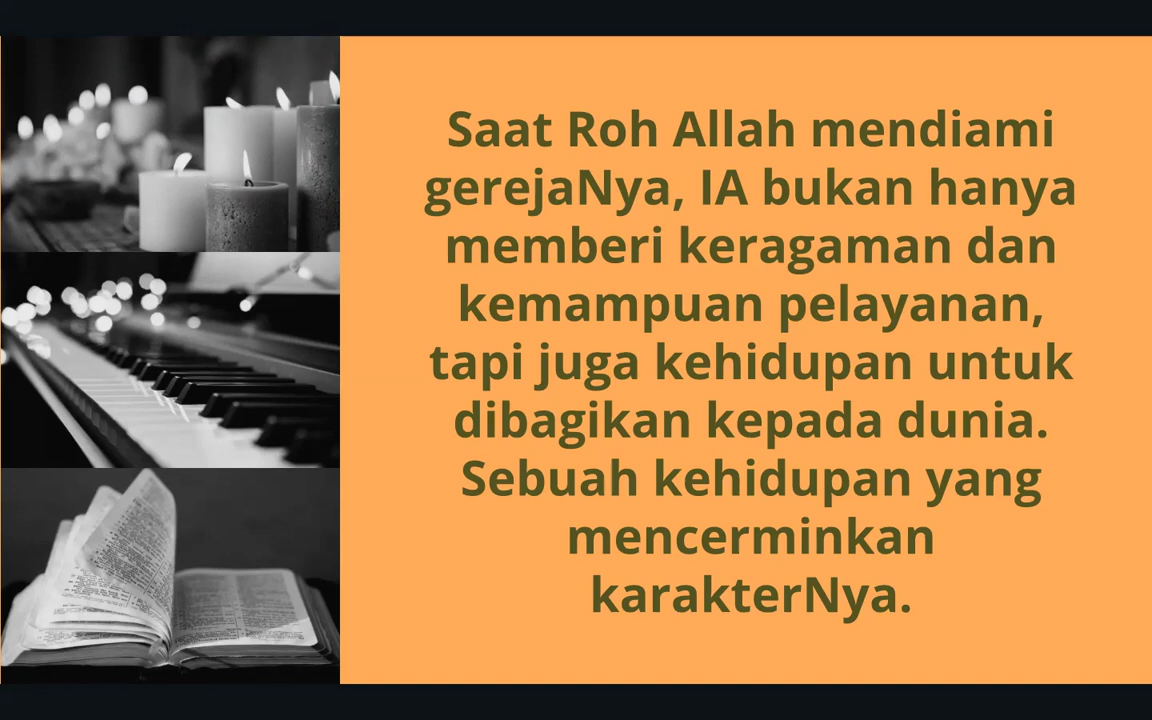 Saat Roh Allah mendiami
gerejaNya, IA bukan hanya
memberi keragaman dan
kemampuan pelayanan,
tapi juga kehidupan untuk
dibagikan kepada dunia.
Sebuah kehidupan yang
mencerminkan
karakterNya.